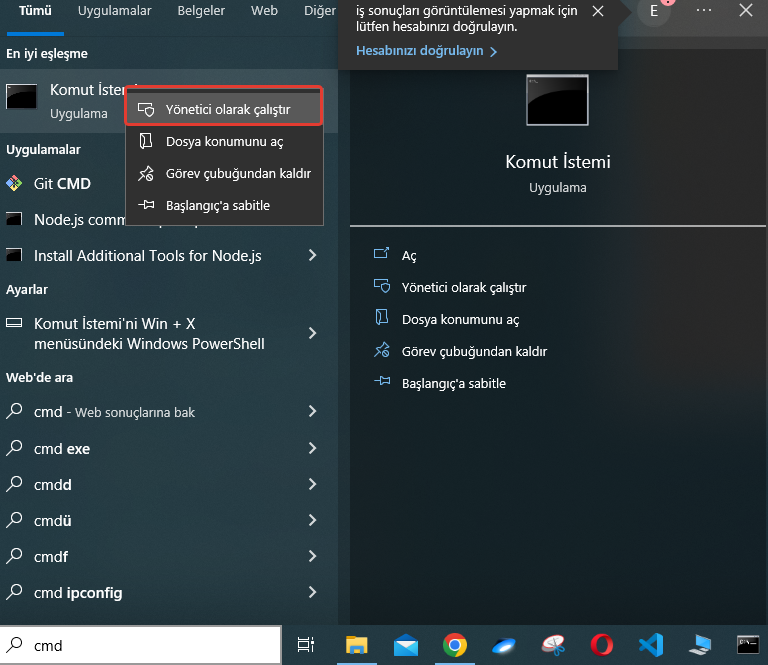 Tümü Uygulamalar Belgeler Web Diğer
iş sonuçları görüntülemesi yapmak için
lütfen hesabınızı doğrulayın.
Hesabınızı doğrulayın
E
En iyi eşleşme
Komut
Uygulama
Yönetici olarak çalıştır
Dosya konumunu aç
Görev çubuğundan kaldır
Başlangıç'a sabitle
Uygulamalar
Git CMD
Node.js
Install Additional Tools for Node.js
Ayarlar
Komut İstemi'ni Win + X
menüsündeki Windows PowerShell
Web'de ara
cmd - Web sonuçlarına bak
cmd exe
cmdd
cmdü
cmdf
cmd ipconfig
cmd
Komut İstemi
Uygulama
Aç
Yönetici olarak çalıştır
Dosya konumunu aç
Görev çubuğundan kaldır
Başlangıç'a sabitle